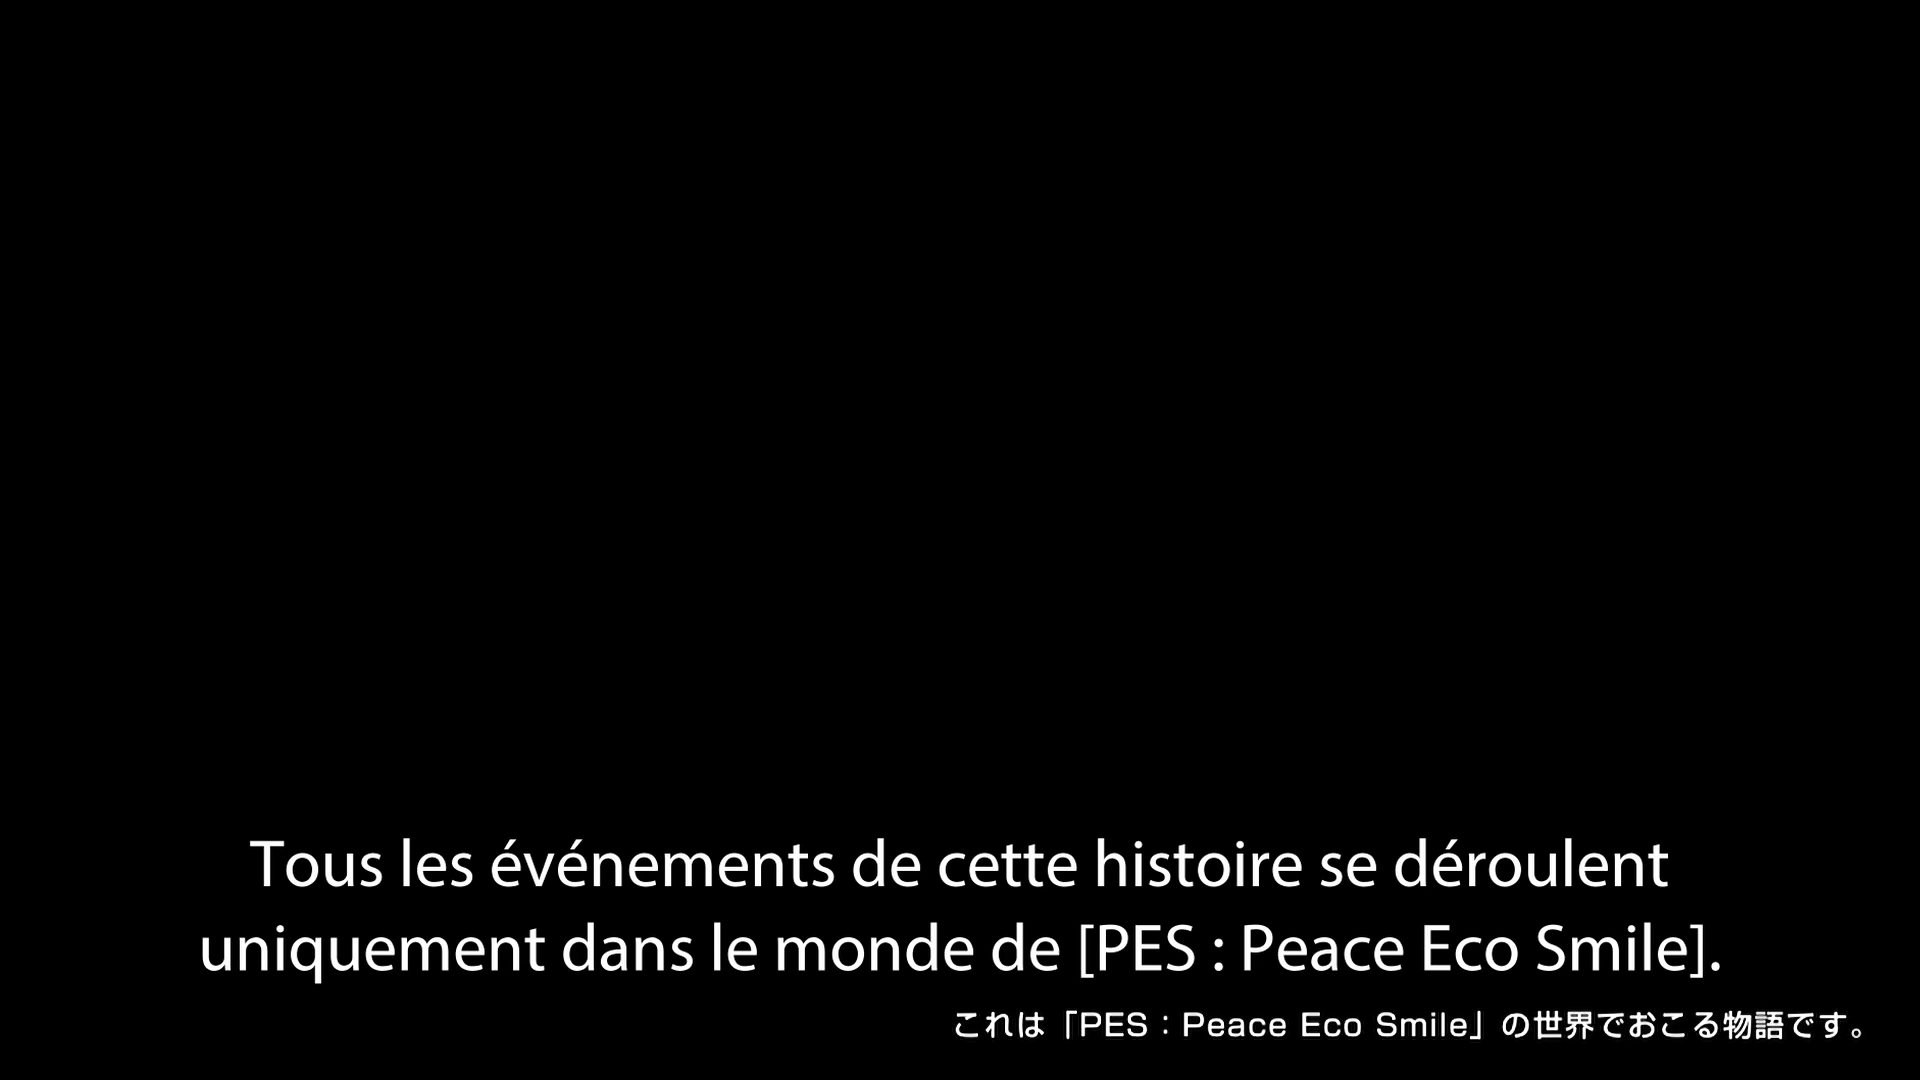 Tous les événements de cette histoire se déroulent
uniquement dans le monde de [PES : Peace Eco Smile].
これは「PES：Peace Eco Smile」の世界でおこる物語です。